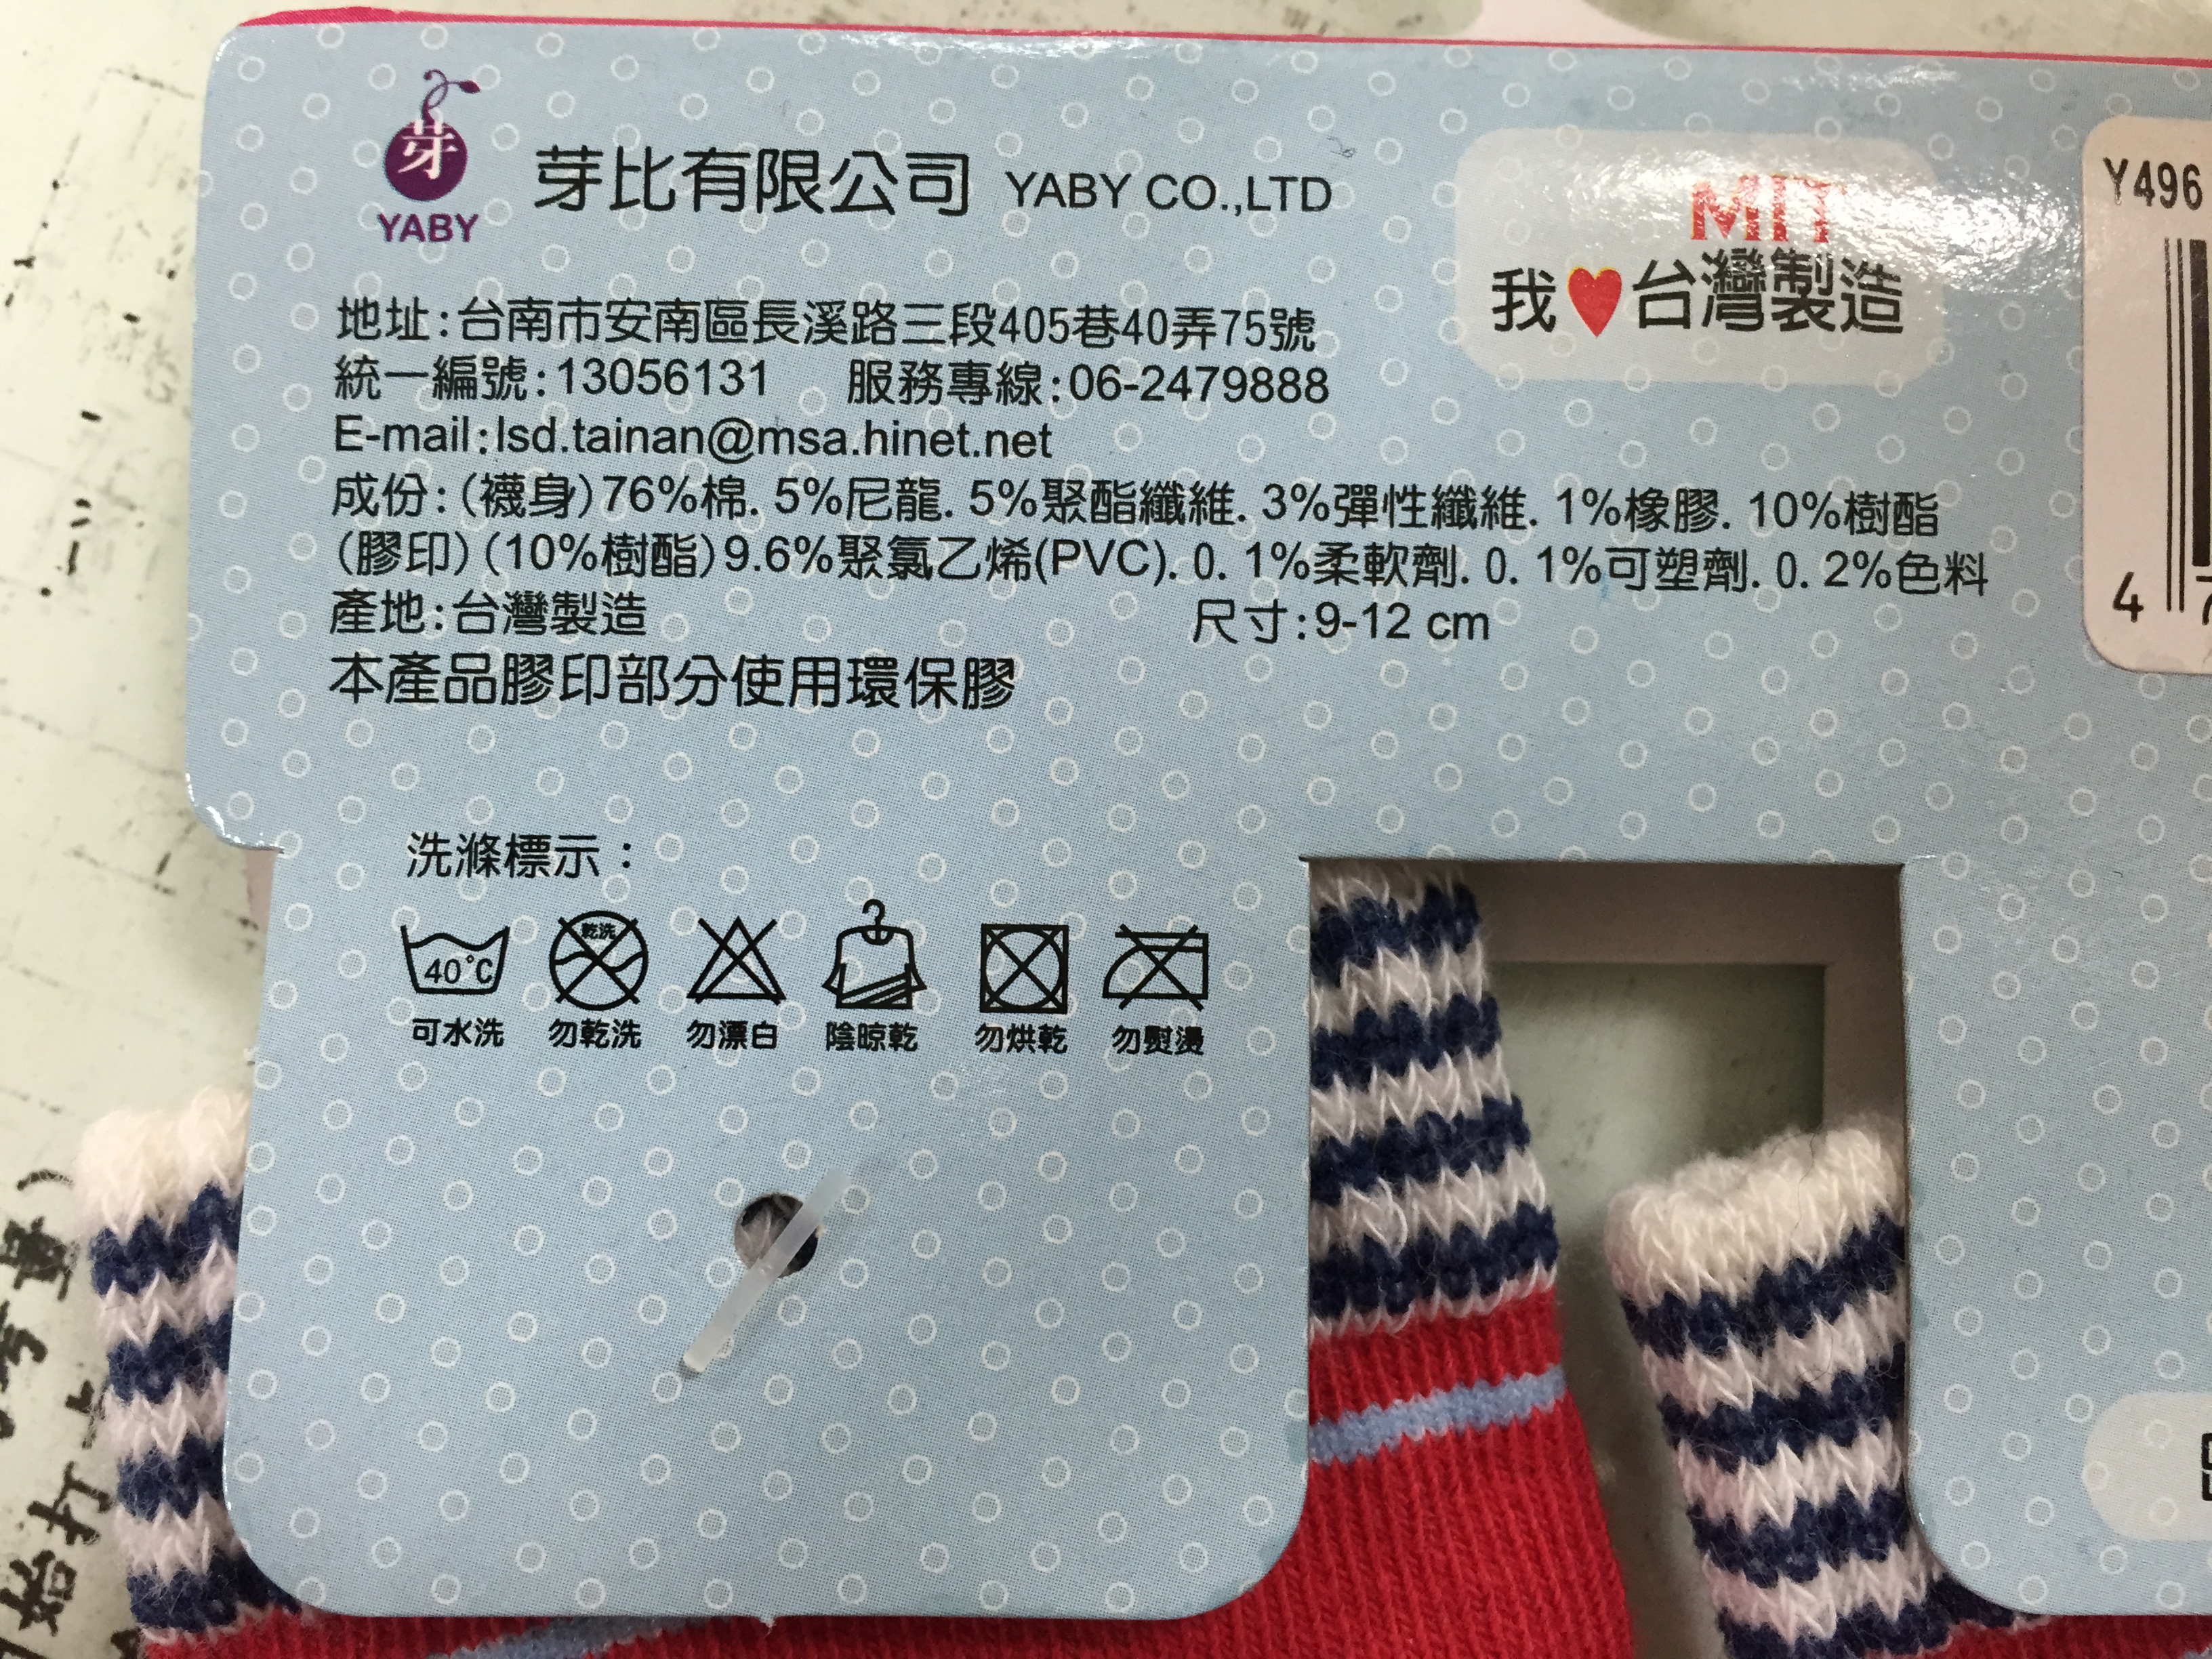 芽
YABY
芽比有限公司 YABY CO.,LTD
MIT
我♥台灣製造
Y496
地址:台南市安南區長溪路三段405巷40弄75號
統一編號:13056131 服務專線:06-2479888
E-mail:lsd.tainan@msa.hinet.net
成份:(襪身)76%棉. 5%尼龍. 5%聚酯纖維. 3%彈性纖維. 1%橡膠. 10%樹酯
(膠印)(10%樹酯)9.6%聚氯乙烯(PVC). 0. 1%柔軟劑. 0. 1%可塑劑. 0. 2%色料
產地:台灣製造 尺寸:9-12 cm
4 7
本產品膠印部分使用環保膠
洗滌標示：
40°C
乾洗
可水洗 勿乾洗 勿漂白 陰晾乾 勿烘乾 勿熨燙